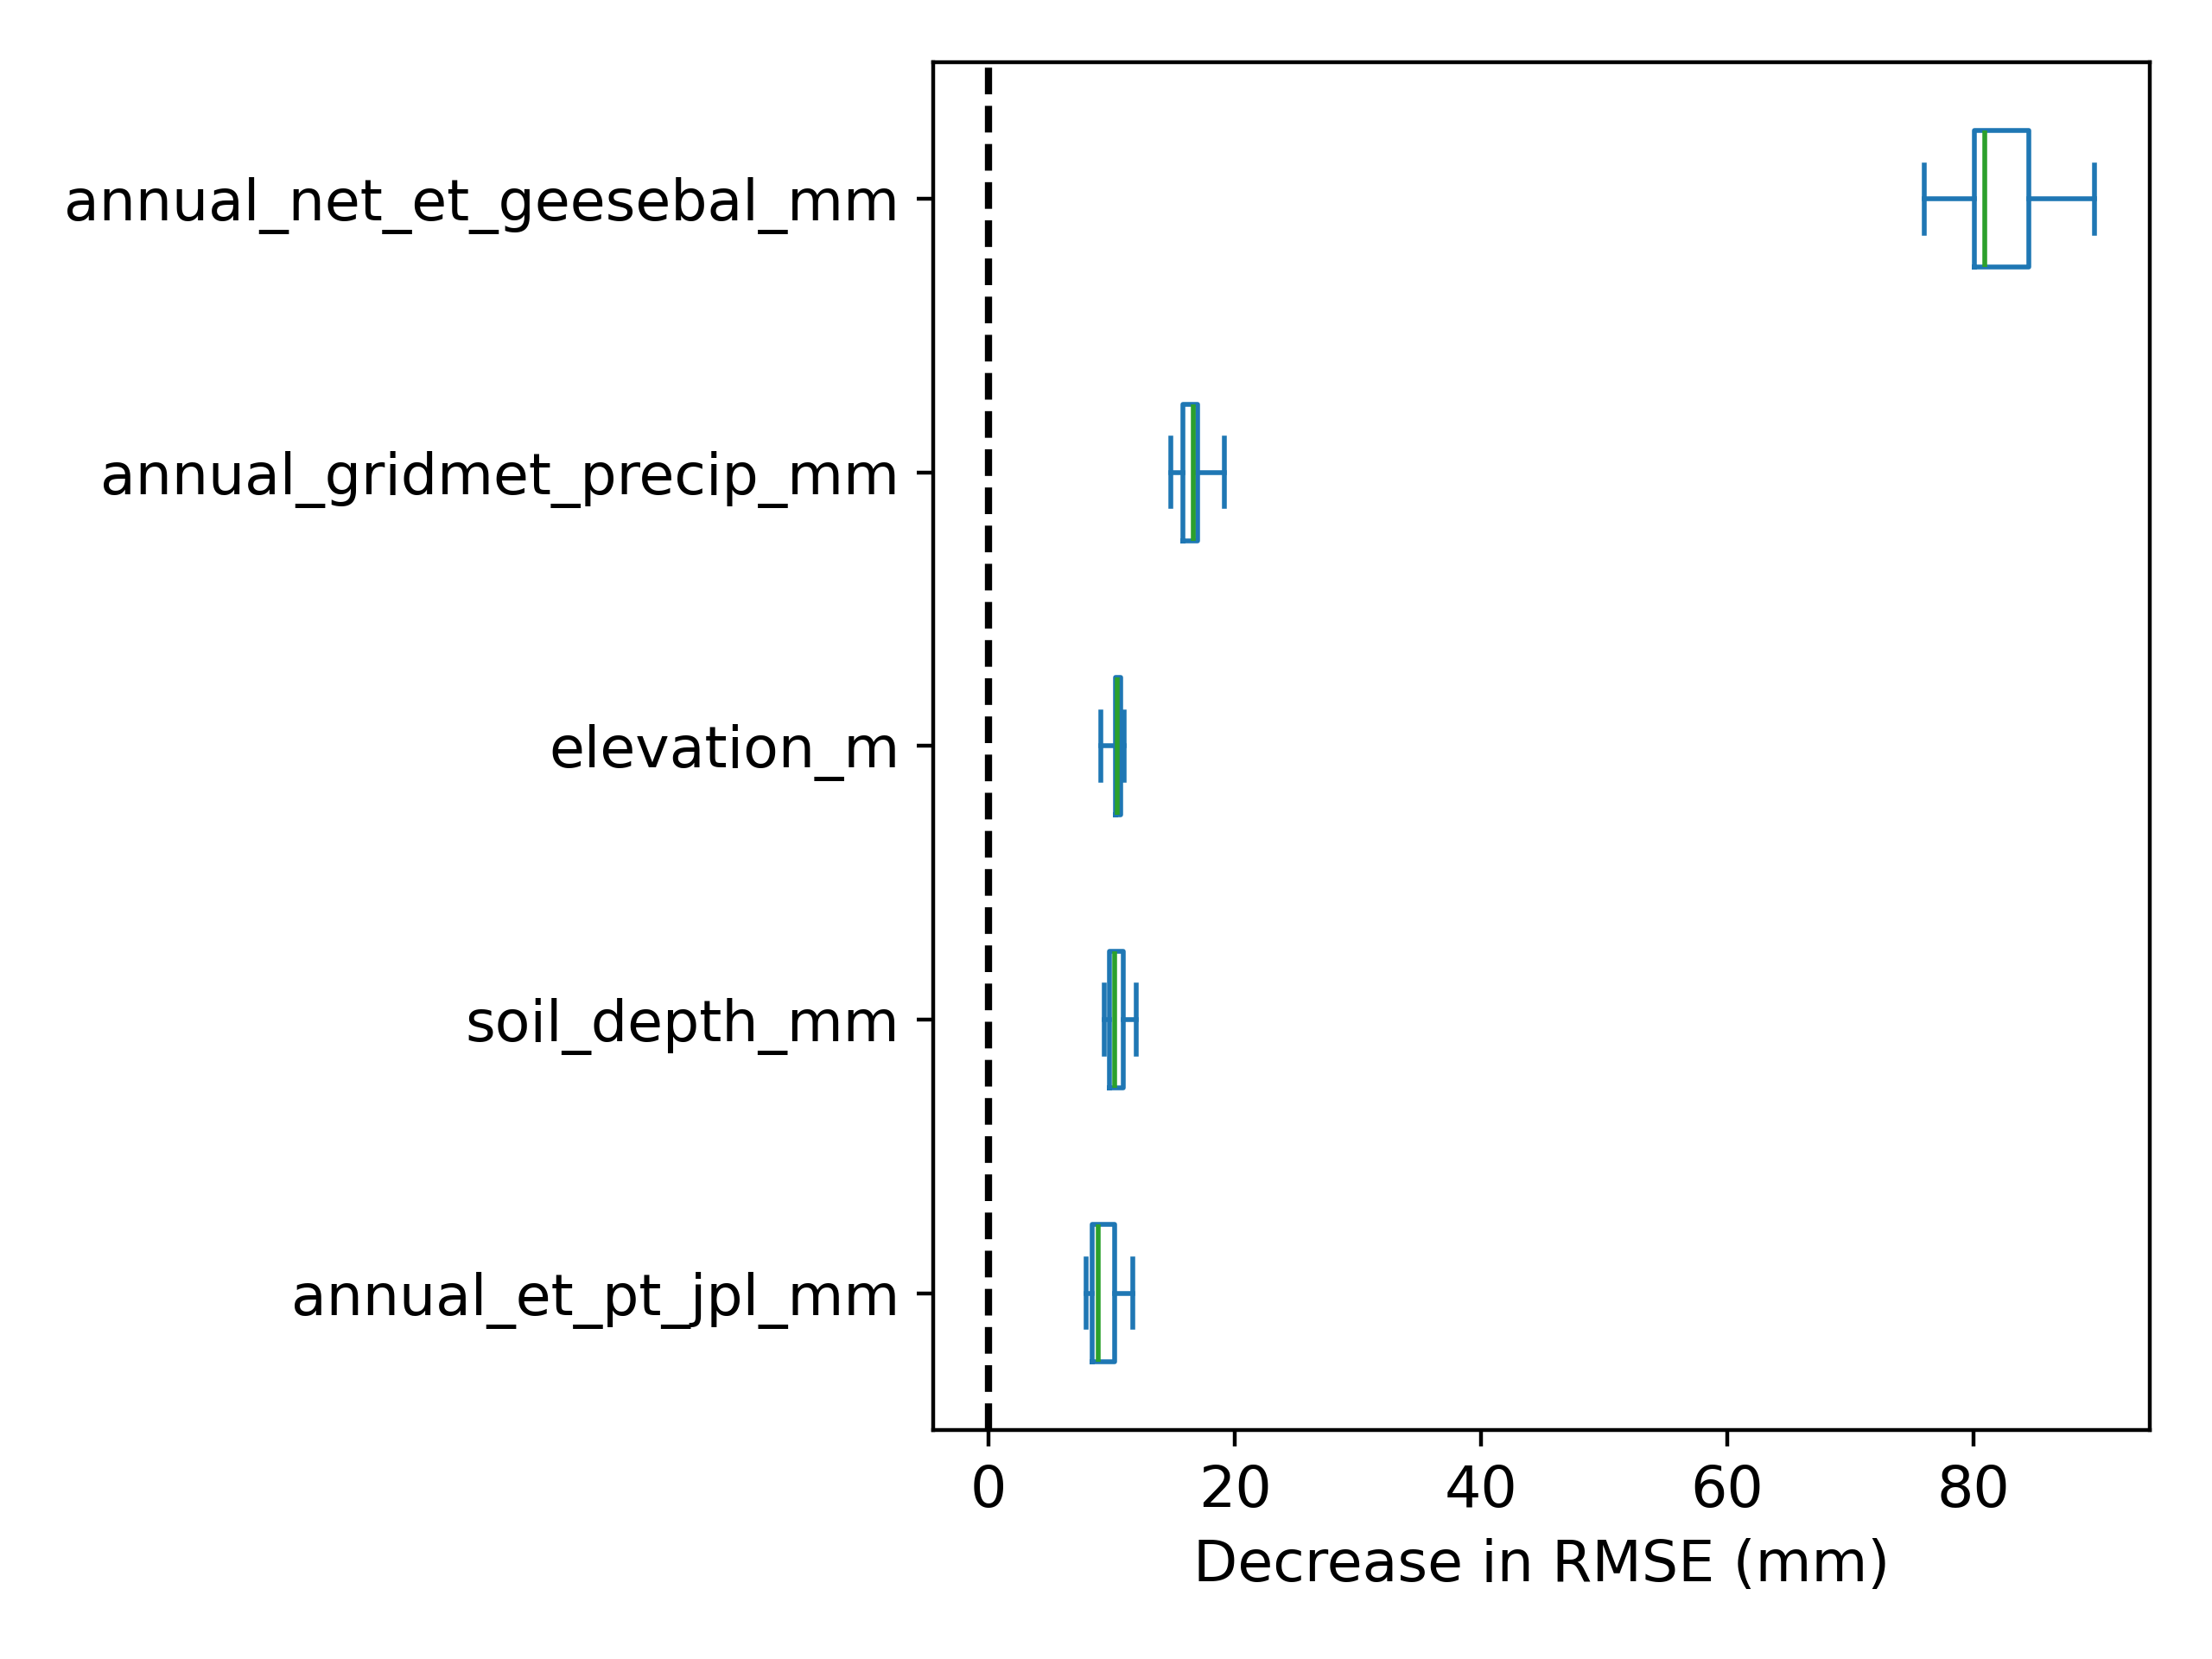 annual_net_et_geesebal_mm
annual_gridmet_precip_mm
elevation_m
soil_depth_mm
annual_et_pt_jpl_mm
0 20 40 60 80
Decrease in RMSE (mm)